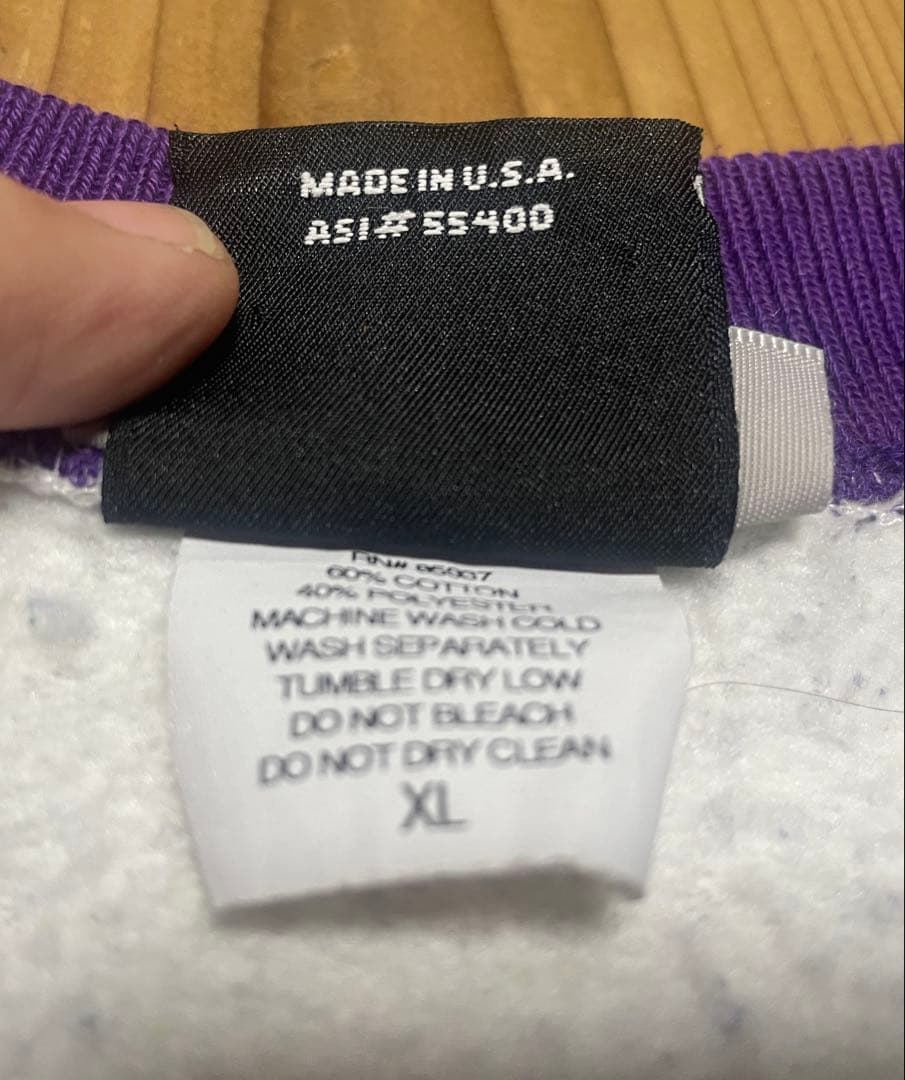 MADE IN U.S.A.
ASI# 55400
RN#
60% COTTON
40% POLYESTER
MACHINE WASH COLD
WASH SEPARATELY
TUMBLE DRY LOW
DO NOT BLEACH
DO NOT DRY CLEAN
XL